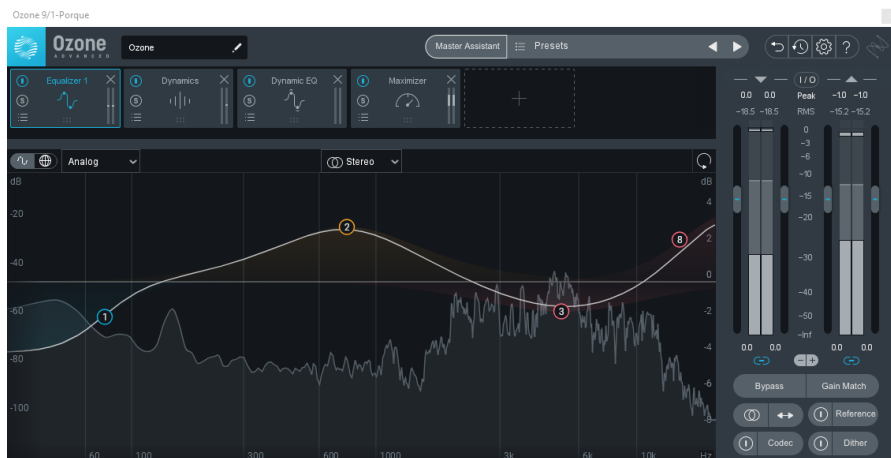 Ozone 9/1-Porque
Ozone
ADVANCED
Ozone
Master Assistant
Presets
?
Equalizer 1
Dynamics
Dynamic EQ
Maximizer
S
S
S
S
+
I/O
0.0 0.0 Peak -1.0 -1.0
-18.5 -18.5 RMS -15.2 -15.2
0
-3
-6
-10
-15
-20
-30
-40
-50
-Inf
0.0 0.0 0.0 0.0
Analog
Stereo
dB dB
-20
-40
-60
-80
-100
4
2
0
-2
-4
-6
-8
1
2
3
8
60 100 300 600 1000 3k 6k 10k Hz
Bypass
Gain Match
Reference
Codec
Dither